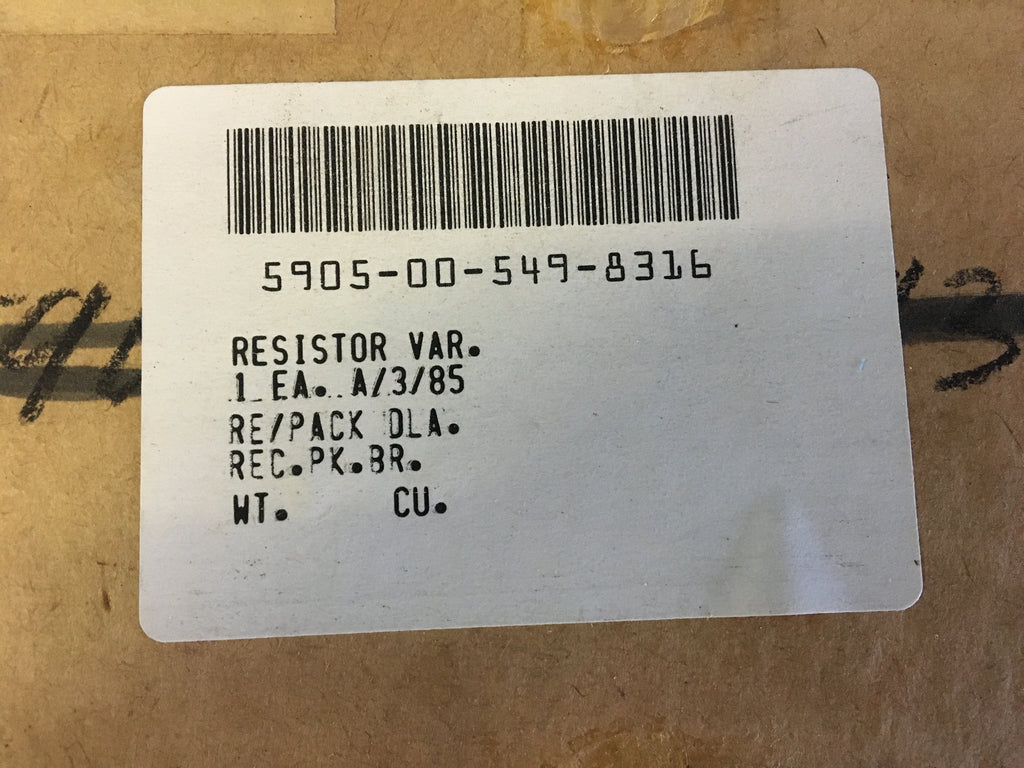 5905-00-549-8316
RESISTOR VAR.
1 EA. A/3/85
RE/PACK DLA.
REC.PK.BR.
WT. CU.